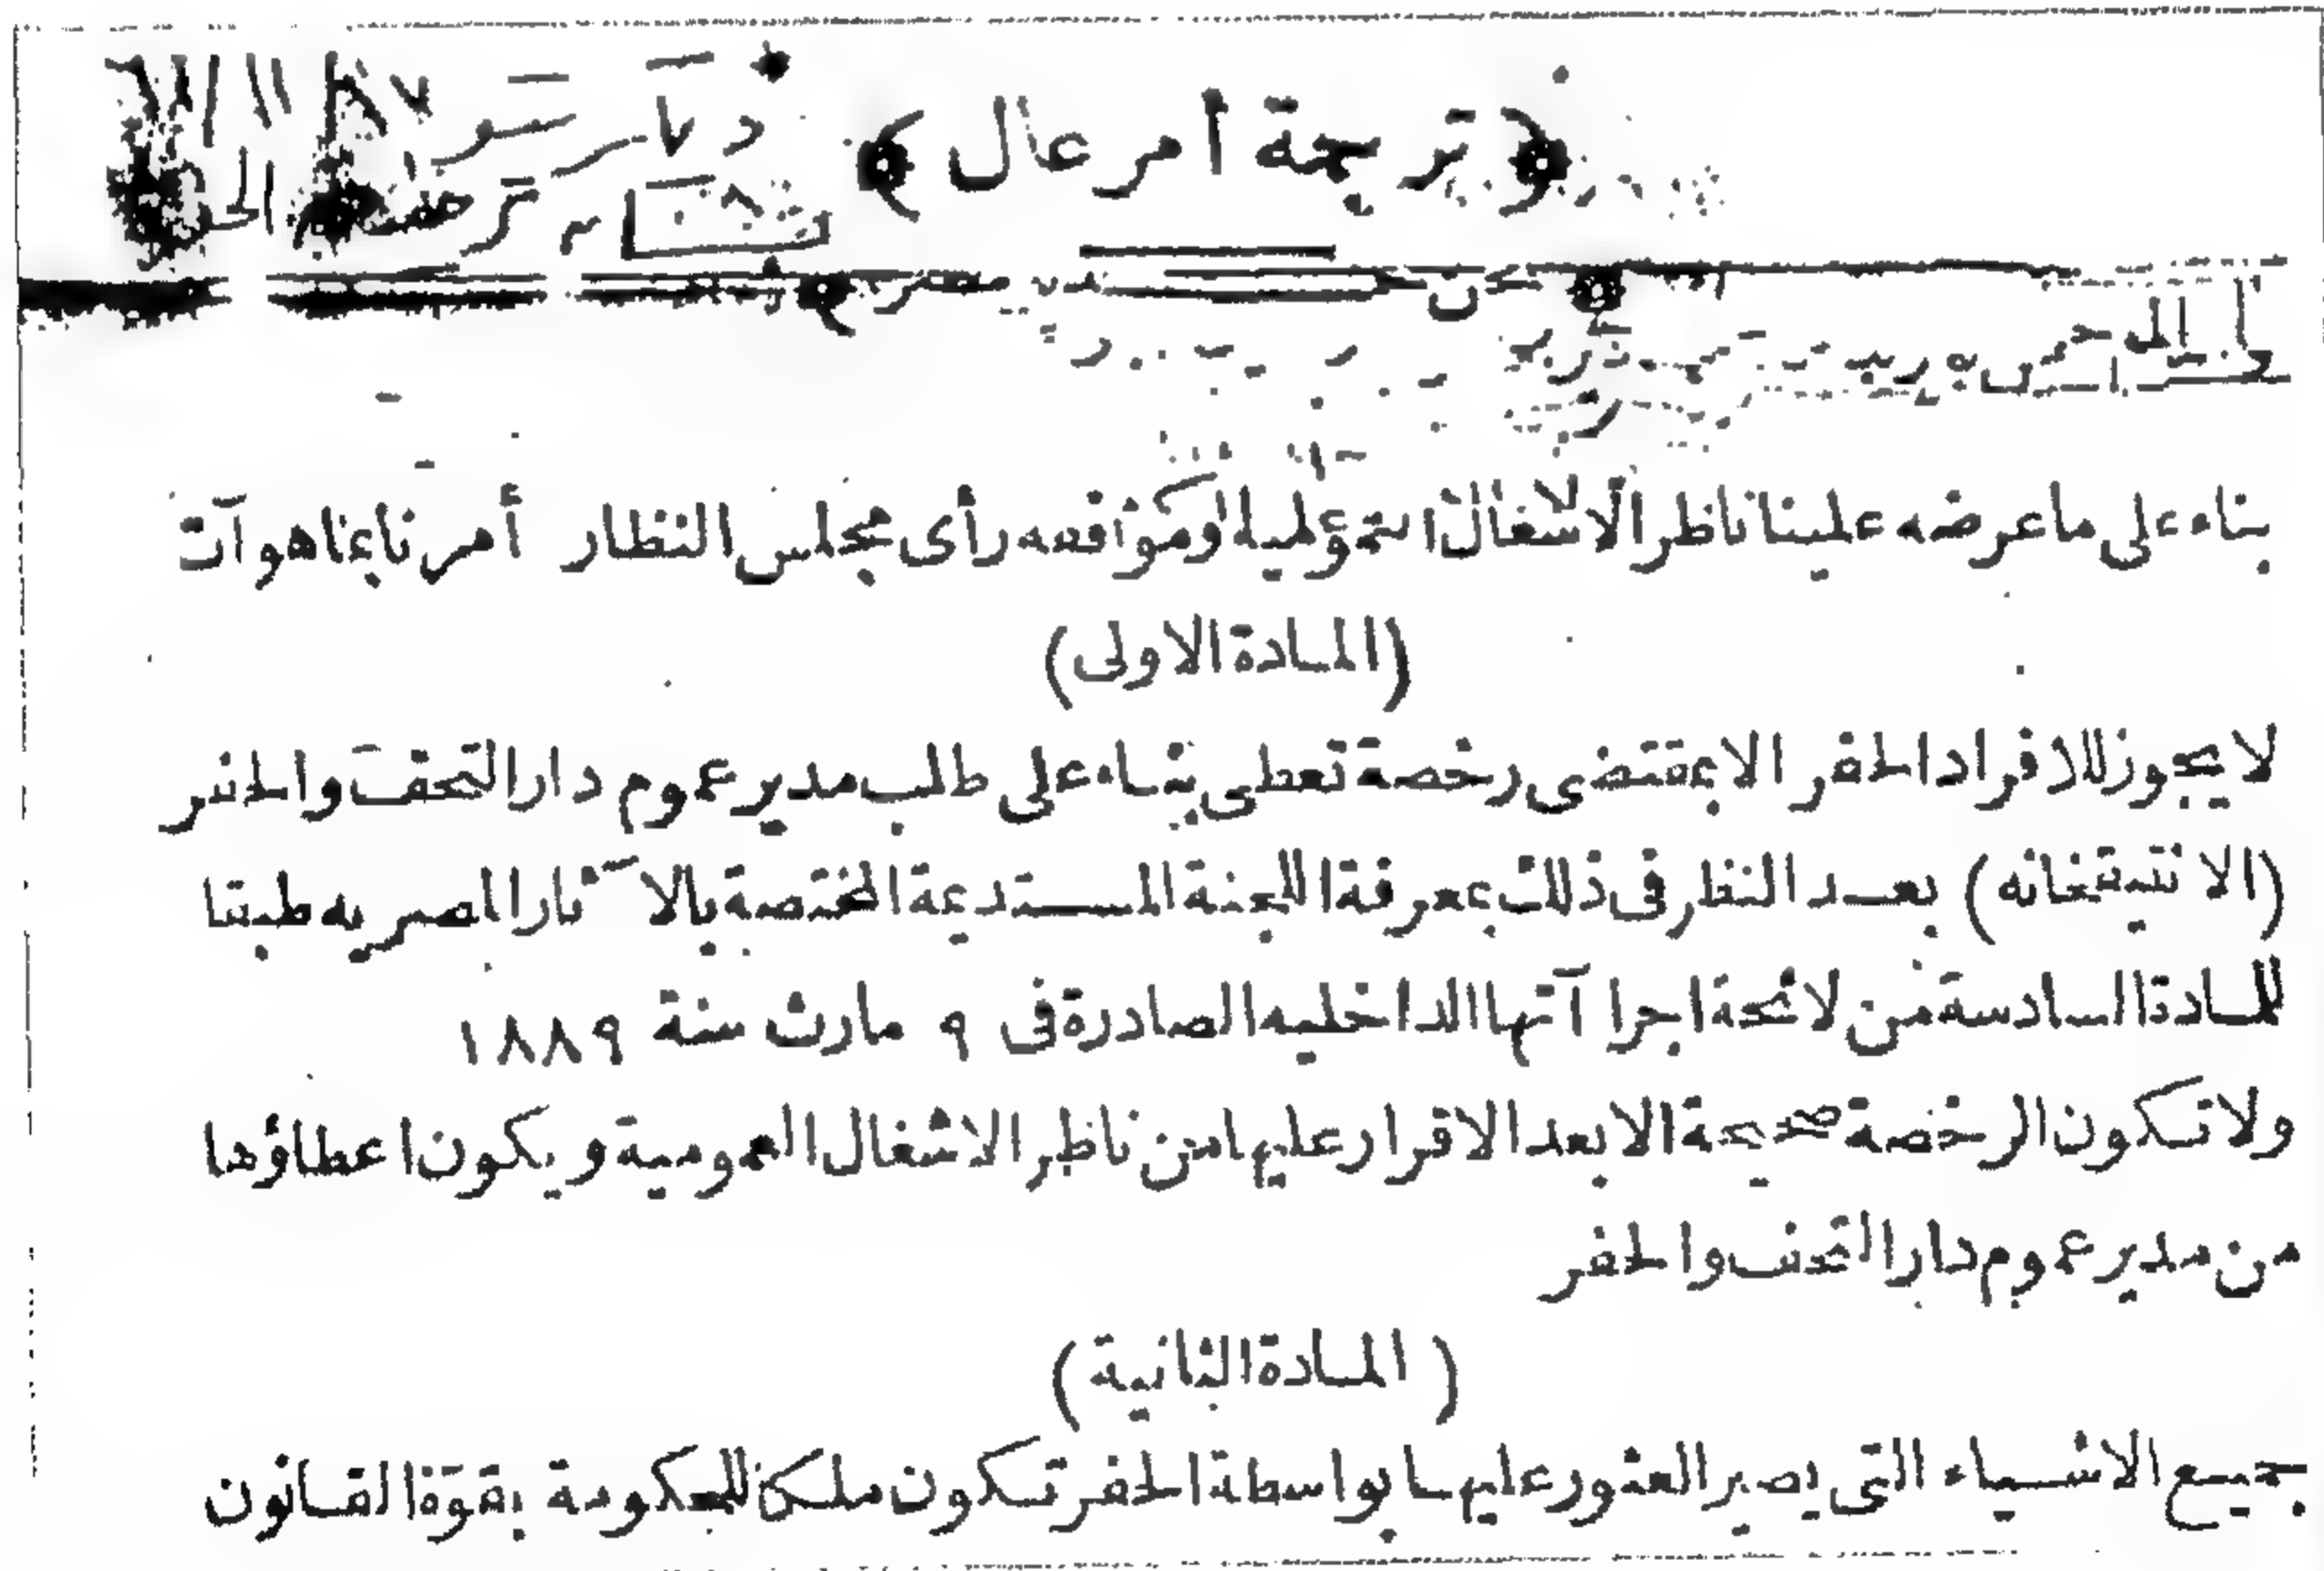 ﴿ ترجمة أمر عال ﴾
نحن خديو مصر
بناء على ما عرضه علينا ناظر الاشغال العمومية وموافقة رأى مجلس النظار أمرنا بما هو آت
(المادة الاولى)
لا يجوز للافراد الحفر الا بمقتضى رخصة تعطى بناء على طلب مدير عموم دار التحف والحفر
(الانتيقخانه) بعد النظر فى ذلك بمعرفة اللجنة المستديمة المختصة بالآثار المصريه طبقا
للمادة السادسة من لائحة اجرا آتها الداخليه الصادرة فى ٩ مارث سنة ١٨٨٩
ولا تكون الرخصة صحيحة الا بعد الاقرار عليها من ناظر الاشغال العمومية ويكون اعطاؤها
من مدير عموم دار التحف والحفر
( المادة الثانية )
جميع الاشياء التى يصير العثور عليها بواسطة الحفر تكون ملكا للحكومة بقوة القانون